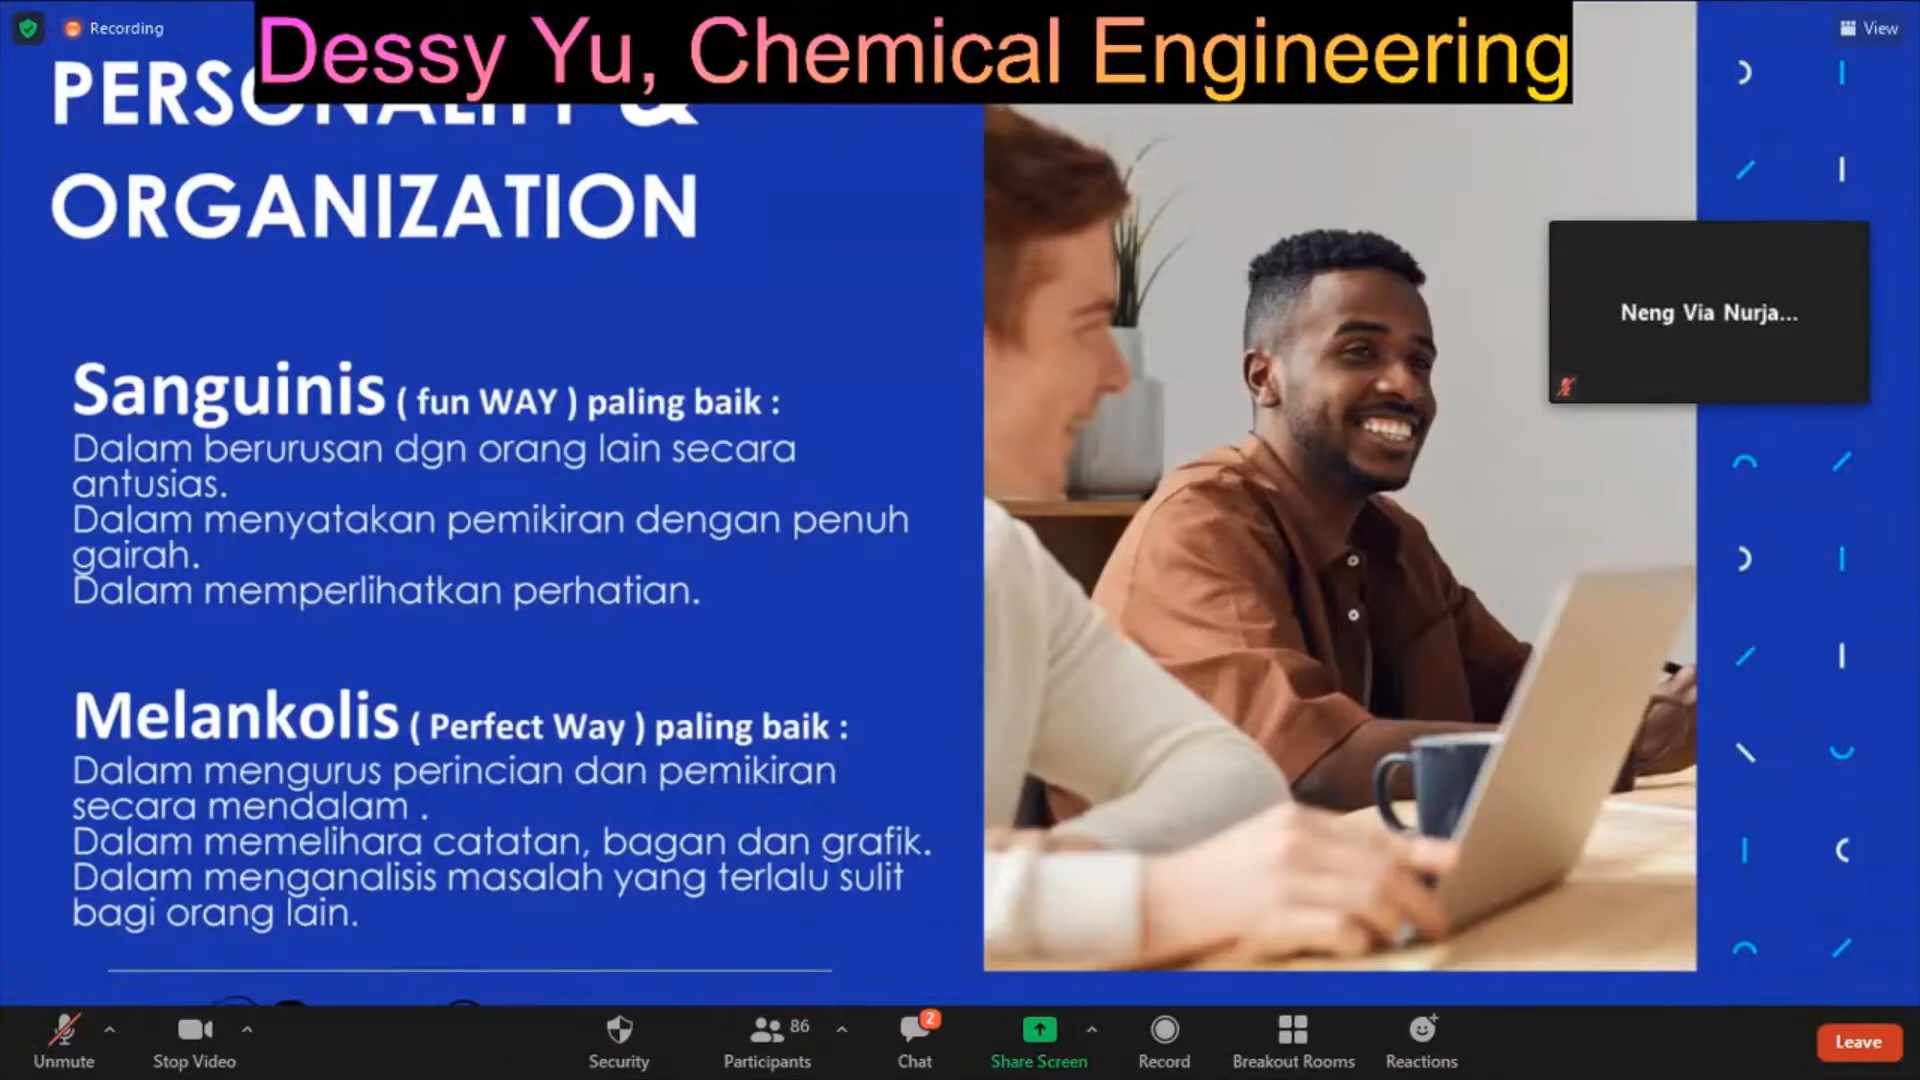 Recording
Dessy Yu, Chemical Engineering
View
PERSONALITY &
ORGANIZATION
Neng Via Nurja...
Sanguinis ( fun WAY ) paling baik :
Dalam berurusan dgn orang lain secara
antusias.
Dalam menyatakan pemikiran dengan penuh
gairah.
Dalam memperlihatkan perhatian.
Melankolis ( Perfect Way ) paling baik :
Dalam mengurus perincian dan pemikiran
secara mendalam .
Dalam memelihara catatan, bagan dan grafik.
Dalam menganalisis masalah yang terlalu sulit
bagi orang lain.
86
2
Unmute
Stop Video
Security
Participants
Chat
Share Screen
Record
Breakout Rooms
Reactions
Leave